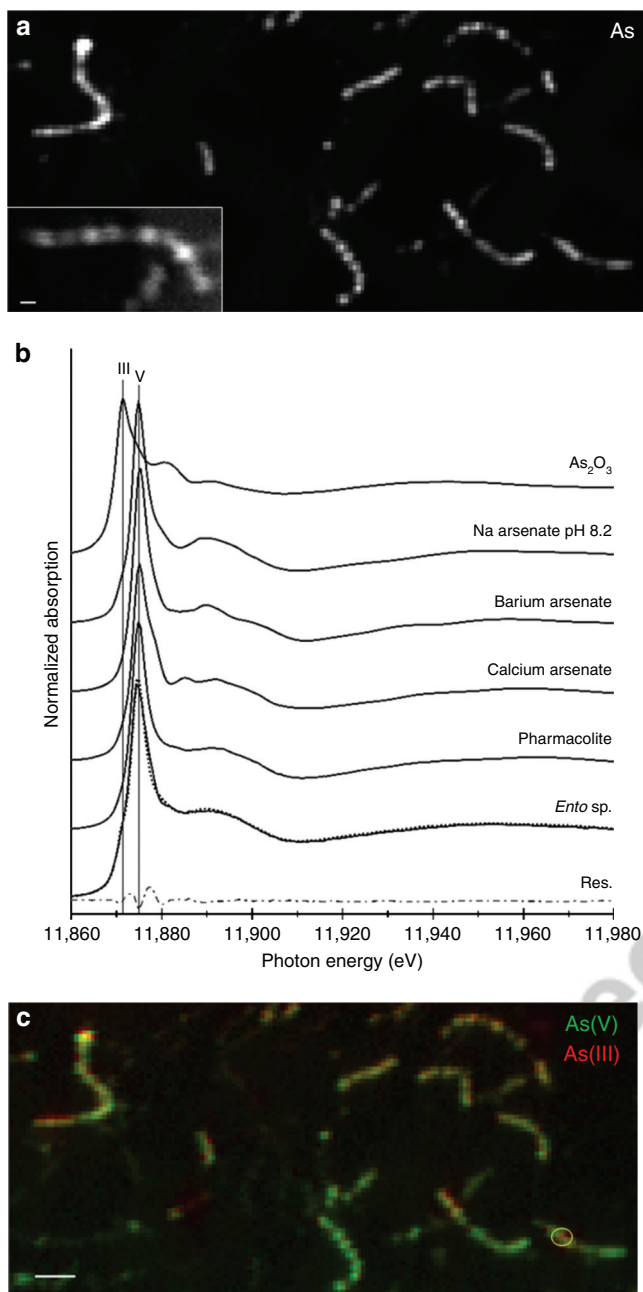 a
As
b
III
V
As₂O₃
Na arsenate pH 8.2
Barium arsenate
Calcium arsenate
Pharmacolite
Ento sp.
Res.
Normalized absorption
11,860 11,880 11,900 11,920 11,940 11,960 11,980
Photon energy (eV)
c
As(V)
As(III)